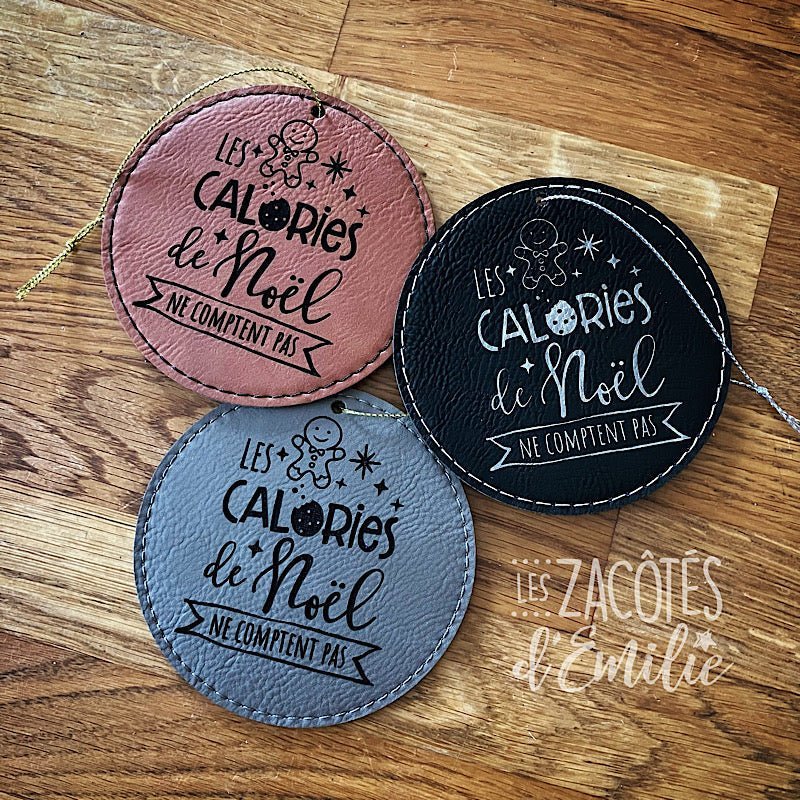 LES
CALORies
de Noël
NE COMPTENT PAS
LES
CALORies
de Noël
NE COMPTENT PAS
LES
CALORies
de Noël
NE COMPTENT PAS
LES ZACÔTÉS
d'Émilie